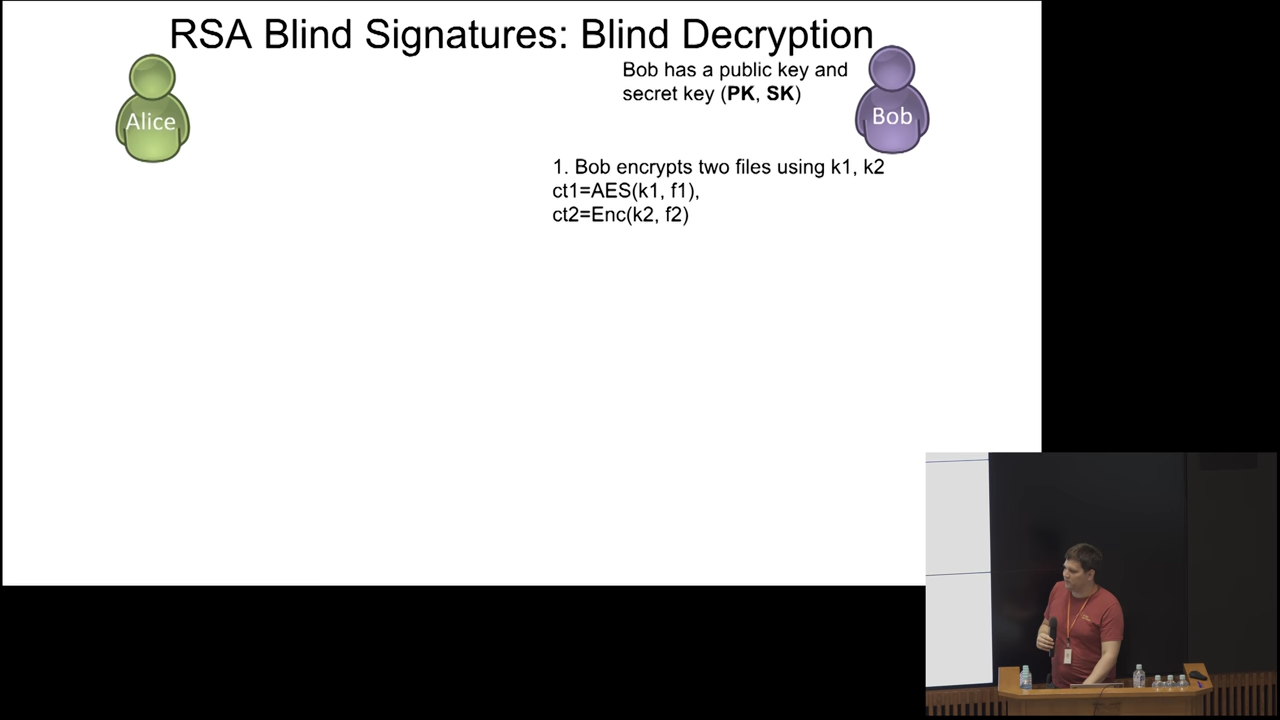 RSA Blind Signatures: Blind Decryption
Bob has a public key and
secret key (PK, SK)
Alice
Bob
1. Bob encrypts two files using k1, k2
ct1=AES(k1, f1),
ct2=Enc(k2, f2)